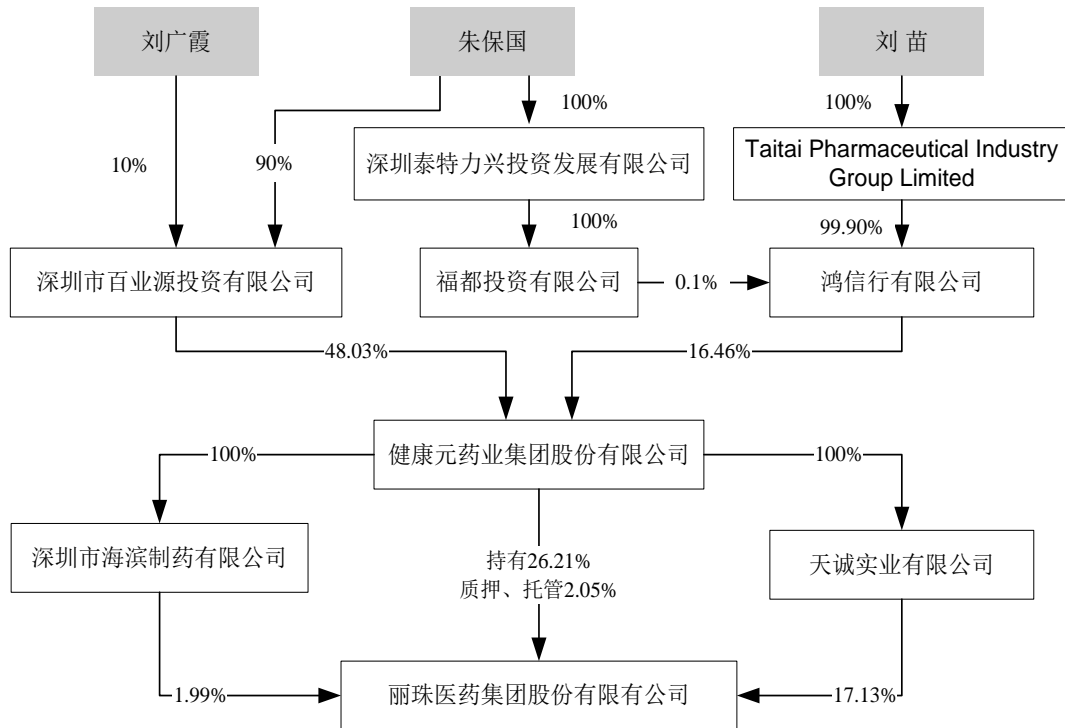 刘广霞
朱保国
刘 苗
100%
100%
10%
90%
深圳泰特力兴投资发展有限公司
Taitai Pharmaceutical Industry
Group Limited
100%
99.90%
深圳市百业源投资有限公司
福都投资有限公司
0.1%
鸿信行有限公司
48.03%
16.46%
健康元药业集团股份有限公司
100%
100%
深圳市海滨制药有限公司
持有26.21%
质押、托管2.05%
天诚实业有限公司
1.99%
丽珠医药集团股份有限有公司
17.13%